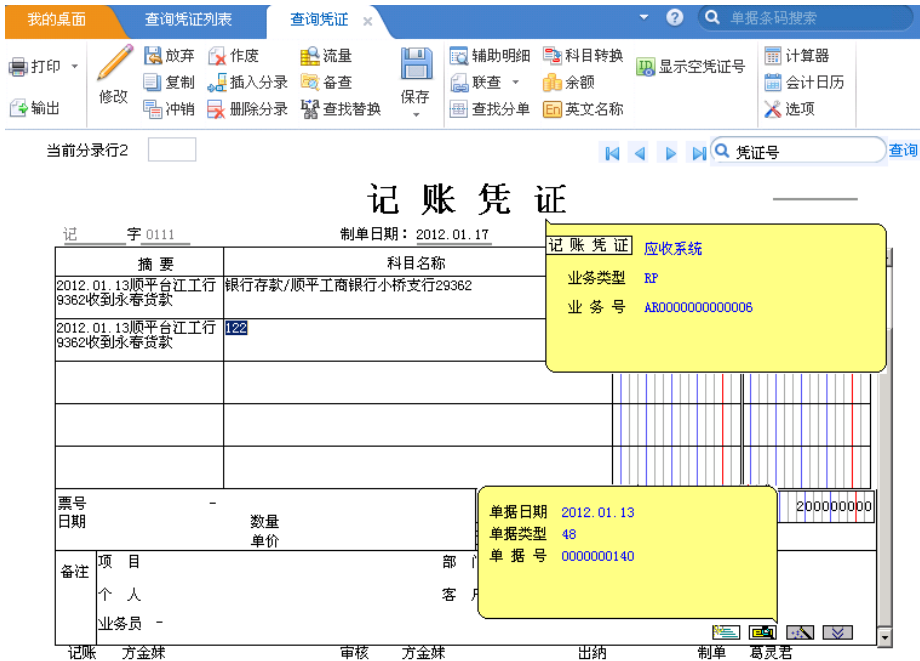 我的桌面 查询凭证列表 查询凭证 单据条码搜索
打印 修改 放弃 作废 流量 保存 辅助明细 科目转换 显示空凭证号 计算器
复制 插入分录 备查 联查 余额 会计日历
输出 冲销 删除分录 查找替换 查找分单 英文名称 选项
当前分录行2 凭证号 查询
记 账 凭 证
记 字 0111 制单日期: 2012.01.17
记 账 凭 证 应收系统
业务类型 RP
业 务 号 AR0000000000006
摘 要 科目名称
2012.01.13顺平台江工行 银行存款/顺平工商银行小桥支行29362
9362收到永春货款
2012.01.13顺平台江工行 122
9362收到永春货款
票号 - 200000000
日期 数量
单价
单据日期 2012.01.13
单据类型 48
单 据 号 0000000140
备注 项 目 部
个 人 客
业务员 -
记账 方金妹 审核 方金妹 出纳 制单 葛灵君